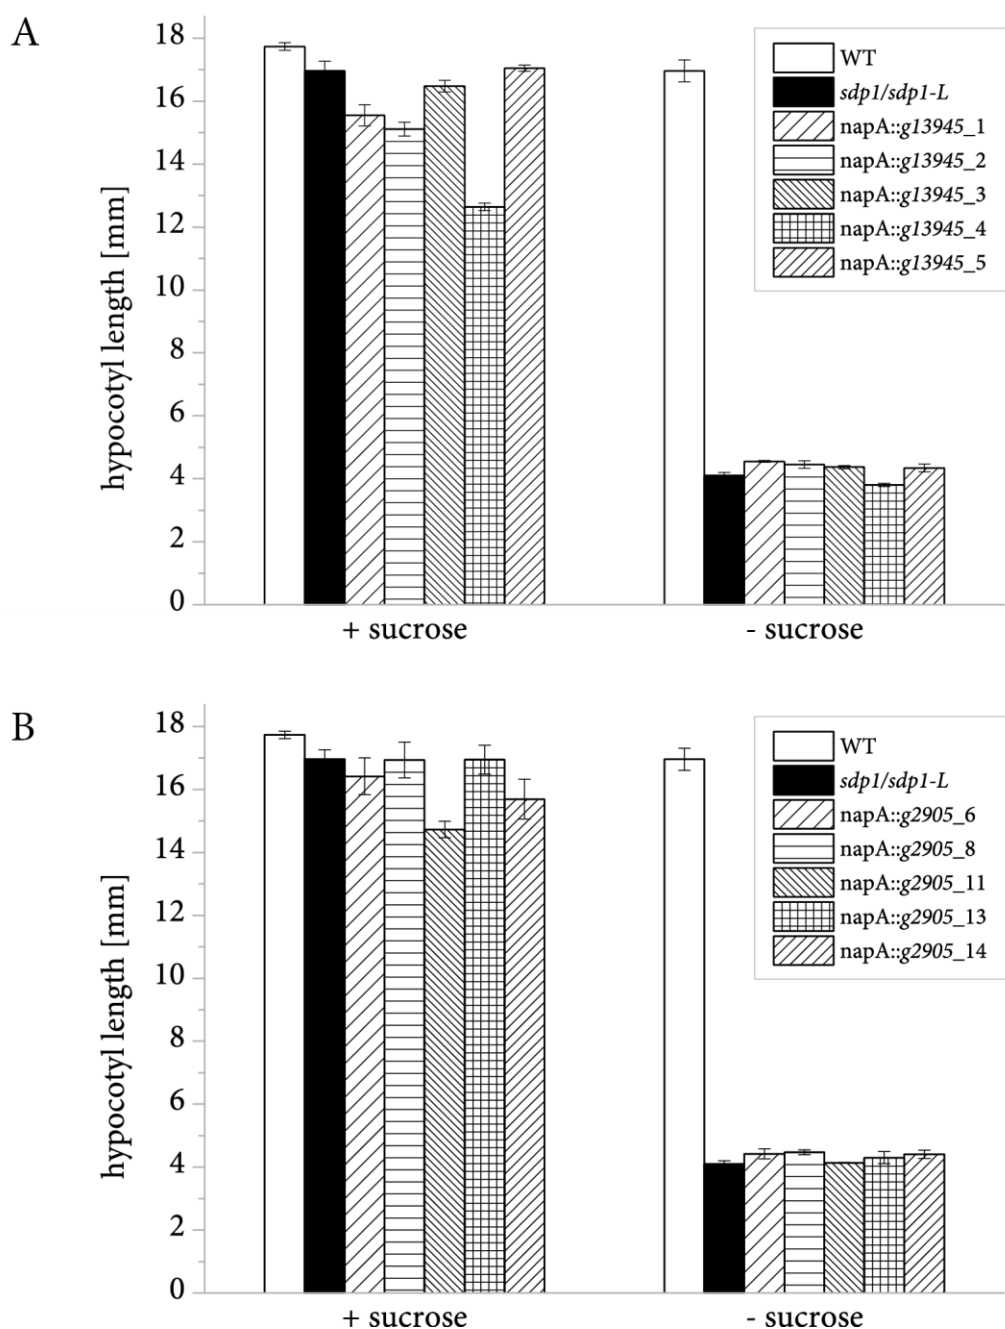 A
18
16
14
12
10
8
6
4
2
0
hypocotyl length [mm]
WT
sdp1/sdp1-L
napA::g13945_1
napA::g13945_2
napA::g13945_3
napA::g13945_4
napA::g13945_5
+ sucrose
- sucrose
B
18
16
14
12
10
8
6
4
2
0
hypocotyl length [mm]
WT
sdp1/sdp1-L
napA::g2905_6
napA::g2905_8
napA::g2905_11
napA::g2905_13
napA::g2905_14
+ sucrose
- sucrose